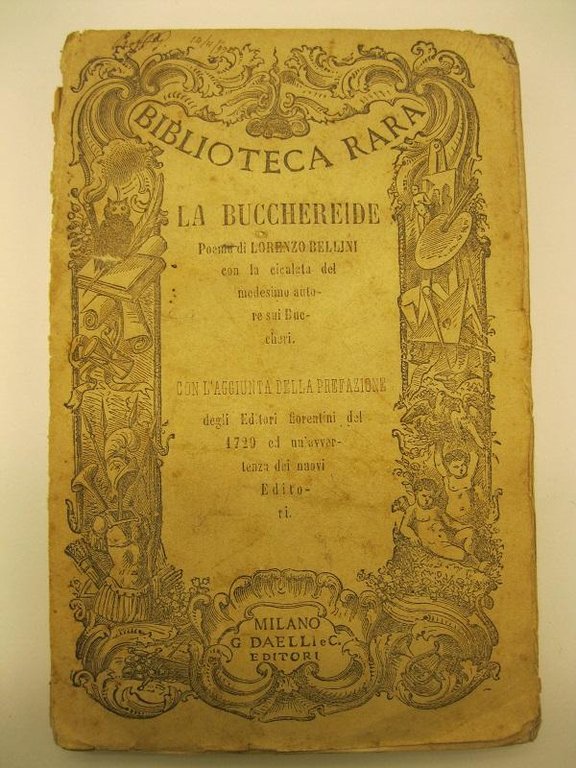 BIBLIOTECA RARA
LA BUCCHEREIDE
Poema di LORENZO BELLINI
con la cicalata del
medesimo auto-
re sui Buc-
cheri.
CON L'AGGIUNTA DELLA PREFAZIONE
degli Editori fiorentini del
1729 ed un'avver-
tenza dei nuovi
Edito-
ri.
MILANO
G. DAELLI e C.
EDITORI